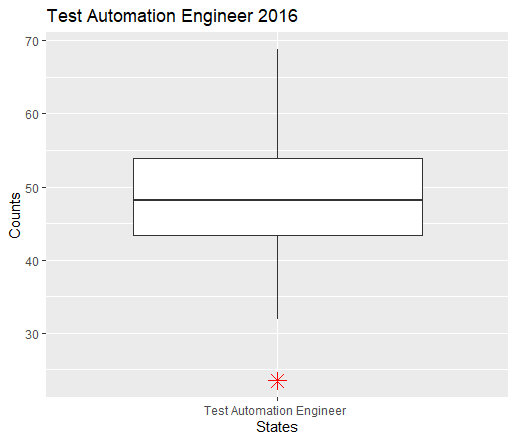 Test Automation Engineer 2016
70
60
50
40
30
Counts
Test Automation Engineer
States